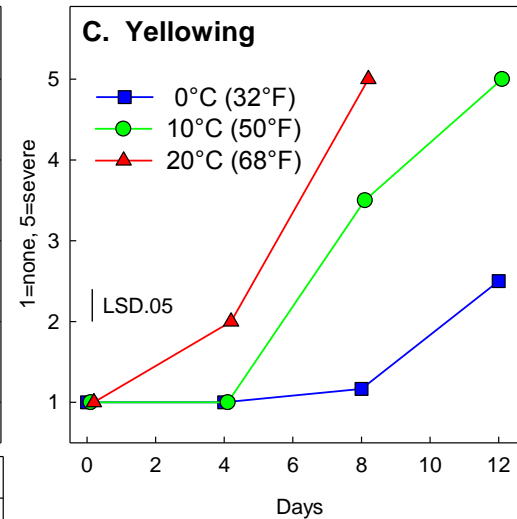 C. Yellowing
5
0°C (32°F)
10°C (50°F)
4
20°C (68°F)
1=none, 5=severe
3
LSD.05
2
1
0 2 4 6 8 10 12
Days